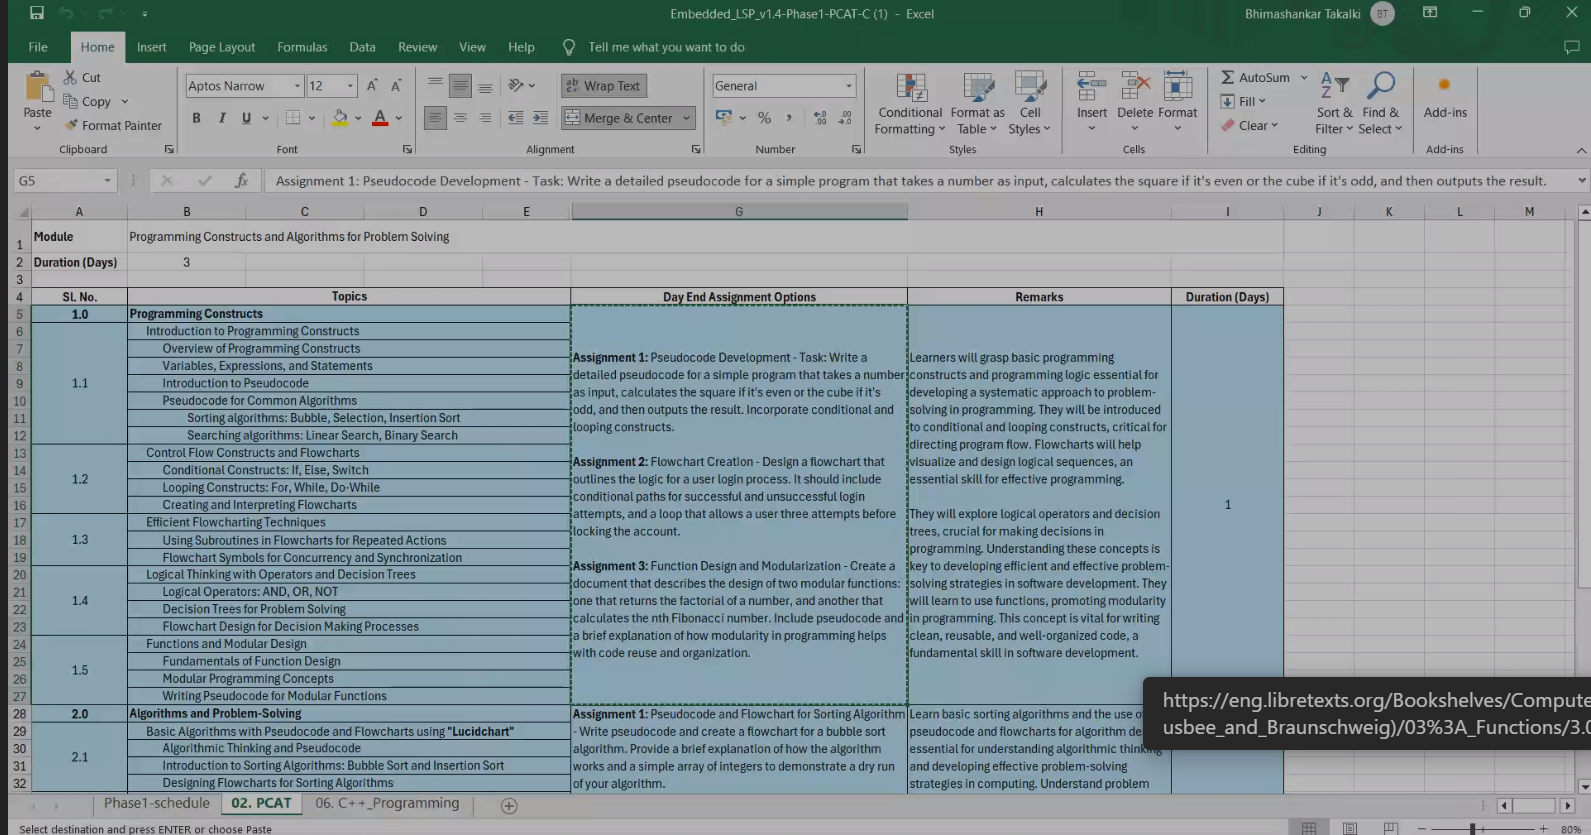 Embedded_LSP_v1.4-Phase1-PCAT-C (1) - Excel
Bhimashankar Takalki
BT
File Home Insert Page Layout Formulas Data Review View Help Tell me what you want to do
Paste
Cut
Copy
Format Painter
Clipboard
Aptos Narrow
12
A A
B I U
A
Font
ab Wrap Text
Merge & Center
Alignment
General
%
Number
Conditional Formatting
Format as Table
Cell Styles
Styles
Insert
Delete
Format
Cells
AutoSum
Fill
Clear
Sort & Filter
Find & Select
Editing
Add-ins
Add-ins
G5
fx
Assignment 1: Pseudocode Development - Task: Write a detailed pseudocode for a simple program that takes a number as input, calculates the square if it's even or the cube if it's odd, and then outputs the result.
A B C D E G H I J K L M
1 Module Programming Constructs and Algorithms for Problem Solving
2 Duration (Days) 3
3
4 Sl. No. Topics Day End Assignment Options Remarks Duration (Days)
5 1.0 Programming Constructs
6 Introduction to Programming Constructs
7 Overview of Programming Constructs
8 Variables, Expressions, and Statements
9 Introduction to Pseudocode
1.1
10 Pseudocode for Common Algorithms
11 Sorting algorithms: Bubble, Selection, Insertion Sort
12 Searching algorithms: Linear Search, Binary Search
13 Control Flow Constructs and Flowcharts
14 Conditional Constructs: If, Else, Switch
1.2
15 Looping Constructs: For, While, Do-While
16 Creating and Interpreting Flowcharts
17 Efficient Flowcharting Techniques
18 1.3 Using Subroutines in Flowcharts for Repeated Actions
19 Flowchart Symbols for Concurrency and Synchronization
20 Logical Thinking with Operators and Decision Trees
21 Logical Operators: AND, OR, NOT
1.4
22 Decision Trees for Problem Solving
23 Flowchart Design for Decision Making Processes
24 Functions and Modular Design
25 Fundamentals of Function Design
1.5
26 Modular Programming Concepts
27 Writing Pseudocode for Modular Functions
Assignment 1: Pseudocode Development - Task: Write a
detailed pseudocode for a simple program that takes a number
as input, calculates the square if it's even or the cube if it's
odd, and then outputs the result. Incorporate conditional and
looping constructs.
Assignment 2: Flowchart Creation - Design a flowchart that
outlines the logic for a user login process. It should include
conditional paths for successful and unsuccessful login
attempts, and a loop that allows a user three attempts before
locking the account.
Assignment 3: Function Design and Modularization - Create a
document that describes the design of two modular functions:
one that returns the factorial of a number, and another that
calculates the nth Fibonacci number. Include pseudocode and
a brief explanation of how modularity in programming helps
with code reuse and organization.
Learners will grasp basic programming
constructs and programming logic essential for
developing a systematic approach to problem-
solving in programming. They will be introduced
to conditional and looping constructs, critical for
directing program flow. Flowcharts will help
visualize and design logical sequences, an
essential skill for effective programming.
They will explore logical operators and decision
trees, crucial for making decisions in
programming. Understanding these concepts is
key to developing efficient and effective problem-
solving strategies in software development. They
will learn to use functions, promoting modularity
in programming. This concept is vital for writing
clean, reusable, and well-organized code, a
fundamental skill in software development.
1
28 2.0 Algorithms and Problem-Solving
29 Basic Algorithms with Pseudocode and Flowcharts using "Lucidchart"
30 Algorithmic Thinking and Pseudocode
2.1
31 Introduction to Sorting Algorithms: Bubble Sort and Insertion Sort
32 Designing Flowcharts for Sorting Algorithms
Assignment 1: Pseudocode and Flowchart for Sorting Algorithm
- Write pseudocode and create a flowchart for a bubble sort
algorithm. Provide a brief explanation of how the algorithm
works and a simple array of integers to demonstrate a dry run
of your algorithm.
Learn basic sorting algorithms and the use
pseudocode and flowcharts for algorithm
essential for understanding algorithmic
and developing effective problem-solving
strategies in computing. Understand problem
https://eng.libretexts.org/Bookshelves/Compute
usbee_and_Braunschweig)/03%3A_Functions/3.0
Phase1-schedule 02. PCAT 06. C++_Programming
Select destination and press ENTER or choose Paste
80%